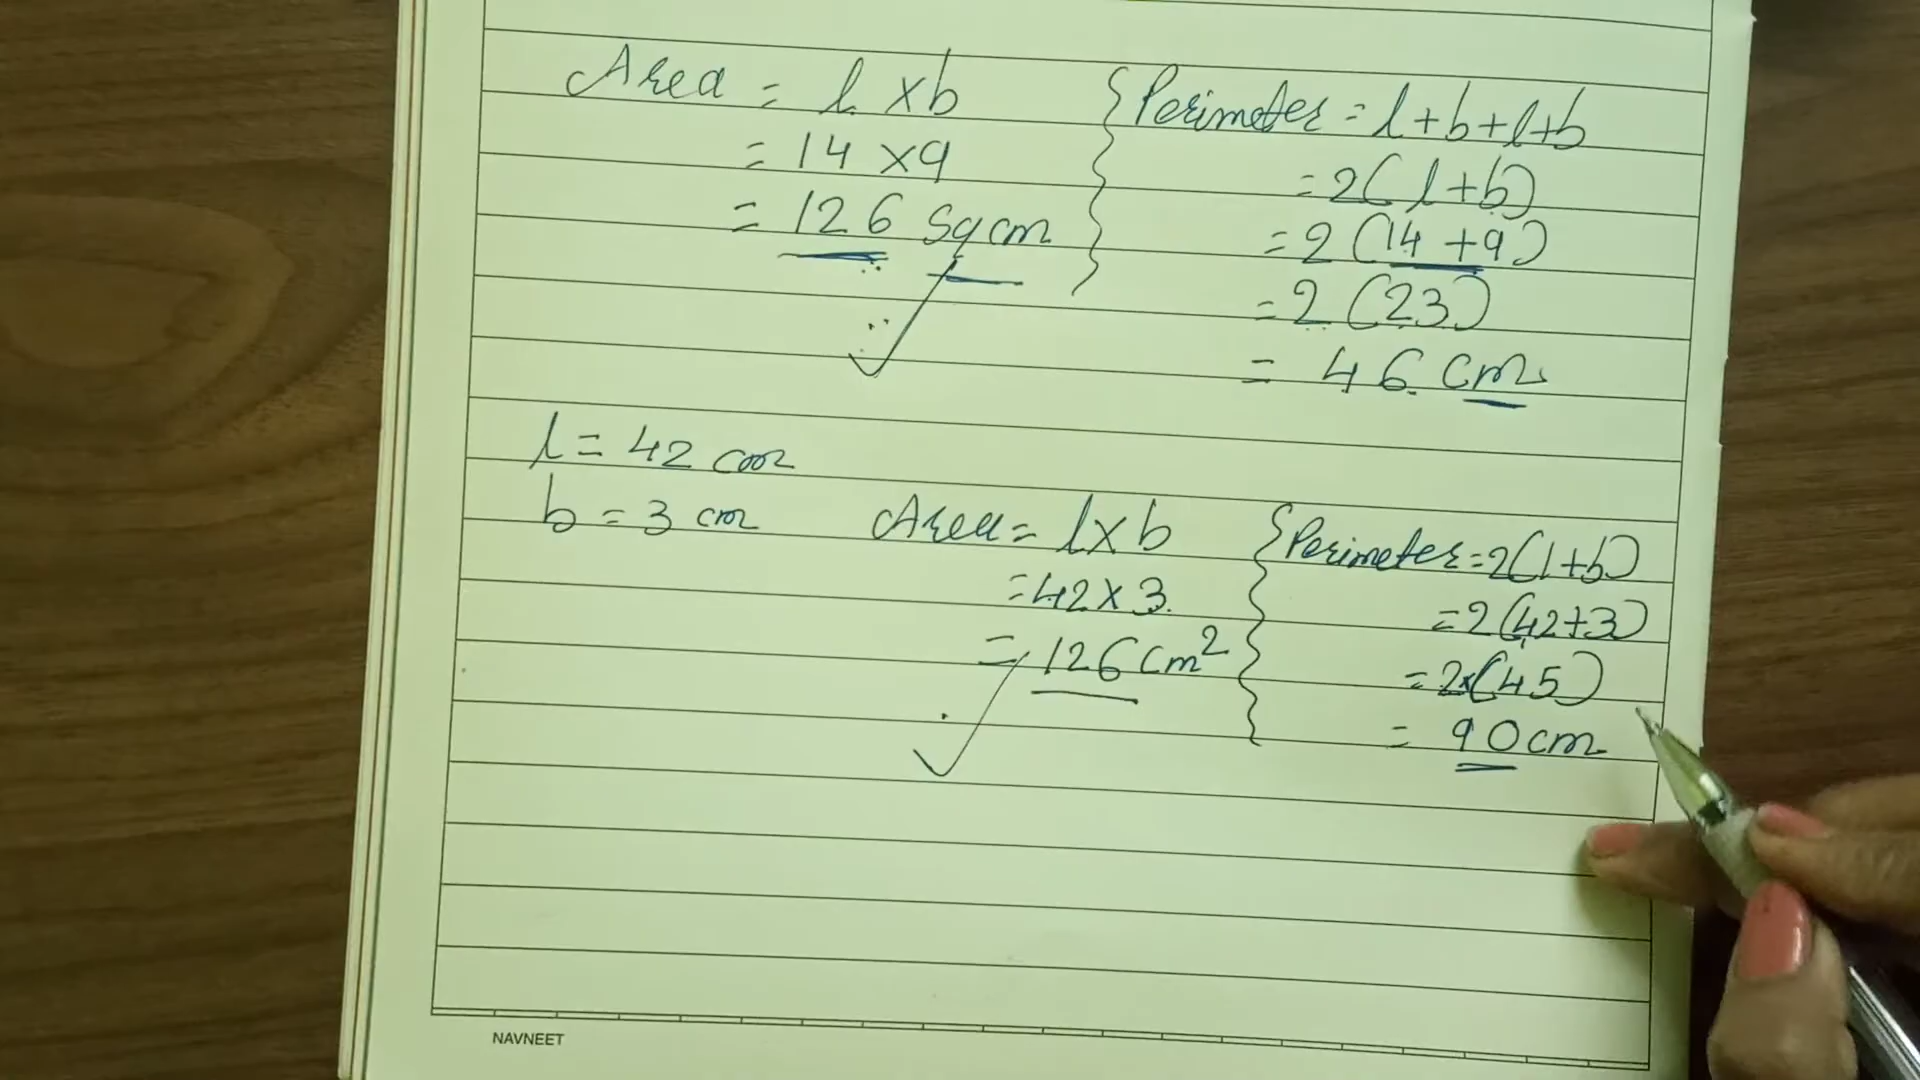 Area = l × b
= 14 × 9
= 126 sq cm
Perimeter = l + b + l + b
= 2(l + b)
= 2(14 + 9)
= 2(23)
= 46 cm
l = 42 cm
b = 3 cm
Area = l × b
= 42 × 3
= 126 cm²
Perimeter = 2(l + b)
= 2(42 + 3)
= 2×(45)
= 90 cm
NAVNEET